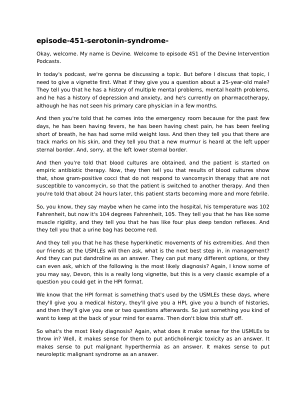 episode-451-serotonin-syndrome-
Okay, welcome. My name is Devine. Welcome to episode 451 of the Devine Intervention
Podcasts.
In today's podcast, we're gonna be discussing a topic. But before I discuss that topic, I
need to give a vignette first. What if they give you a question about a 25-year-old male?
They tell you that he has a history of multiple mental problems, mental health problems,
and he has a history of depression and anxiety, and he's currently on pharmacotherapy,
although he has not seen his primary care physician in a few months.
And then you're told that he comes into the emergency room because for the past few
days, he has been having fevers, he has been having chest pain, he has been feeling
short of breath, he has had some mild weight loss. And then they tell you that there are
track marks on his skin, and they tell you that a new murmur is heard at the left upper
sternal border. And, sorry, at the left lower sternal border.
And then you're told that blood cultures are obtained, and the patient is started on
empiric antibiotic therapy. Now, they then tell you that results of blood cultures show
that, show gram-positive cocci that do not respond to vancomycin therapy that are not
susceptible to vancomycin, so that the patient is switched to another therapy. And then
you're told that about 24 hours later, this patient starts becoming more and more febrile.
So, you know, they say maybe when he came into the hospital, his temperature was 102
Fahrenheit, but now it's 104 degrees Fahrenheit, 105. They tell you that he has like some
muscle rigidity, and they tell you that he has like four plus deep tendon reflexes. And
they tell you that his urine bag has become red.
And they tell you that he has these hyperkinetic movements of his extremities. And then
our friends at the USMLEs will then ask, what is the next best step in, in management?
And they can put dandroline as an answer. They can put many different options, or they
can even ask, which of the following is the most likely diagnosis? Again, I know some of
you may say, Devon, this is a really long vignette, but this is a very classic example of a
question you could get in the HPI format.
We know that the HPI format is something that's used by the USMLEs these days, where
they'll give you a medical history, they'll give you a HPI, give you a bunch of histories,
and then they'll give you one or two questions afterwards. So just something you kind of
want to keep at the back of your mind for exams. Then don't blow this stuff off.
So what's the most likely diagnosis? Again, what does it make sense for the USMLEs to
throw in? Well, it makes sense for them to put anticholinergic toxicity as an answer. It
makes sense to put malignant hyperthermia as an answer. It makes sense to put
neuroleptic malignant syndrome as an answer.